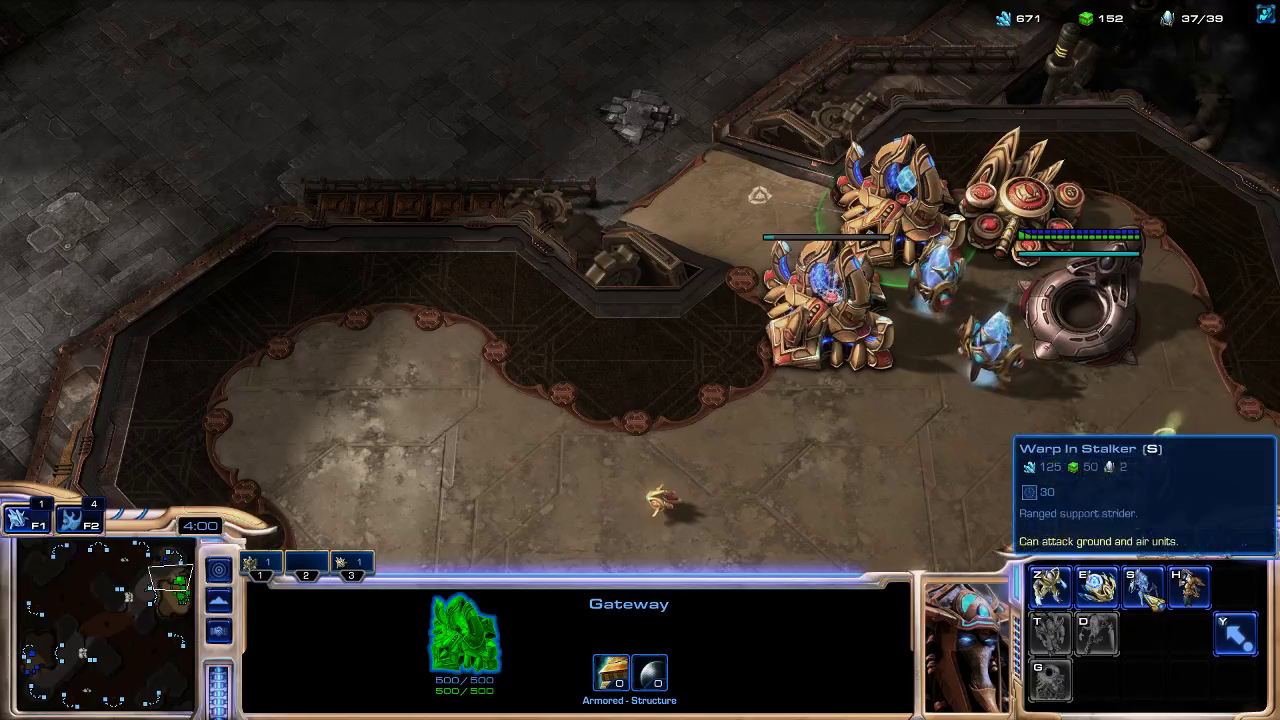 671 152 37/39
Warp In Stalker (S)
125 50 2
30
Ranged support strider.
Can attack ground and air units.
1 4
F1 F2
4:00
1 1
1 2 3
Gateway
500 / 500
500 / 500
0 0
Armored - Structure
Z E S H
T D Y
G